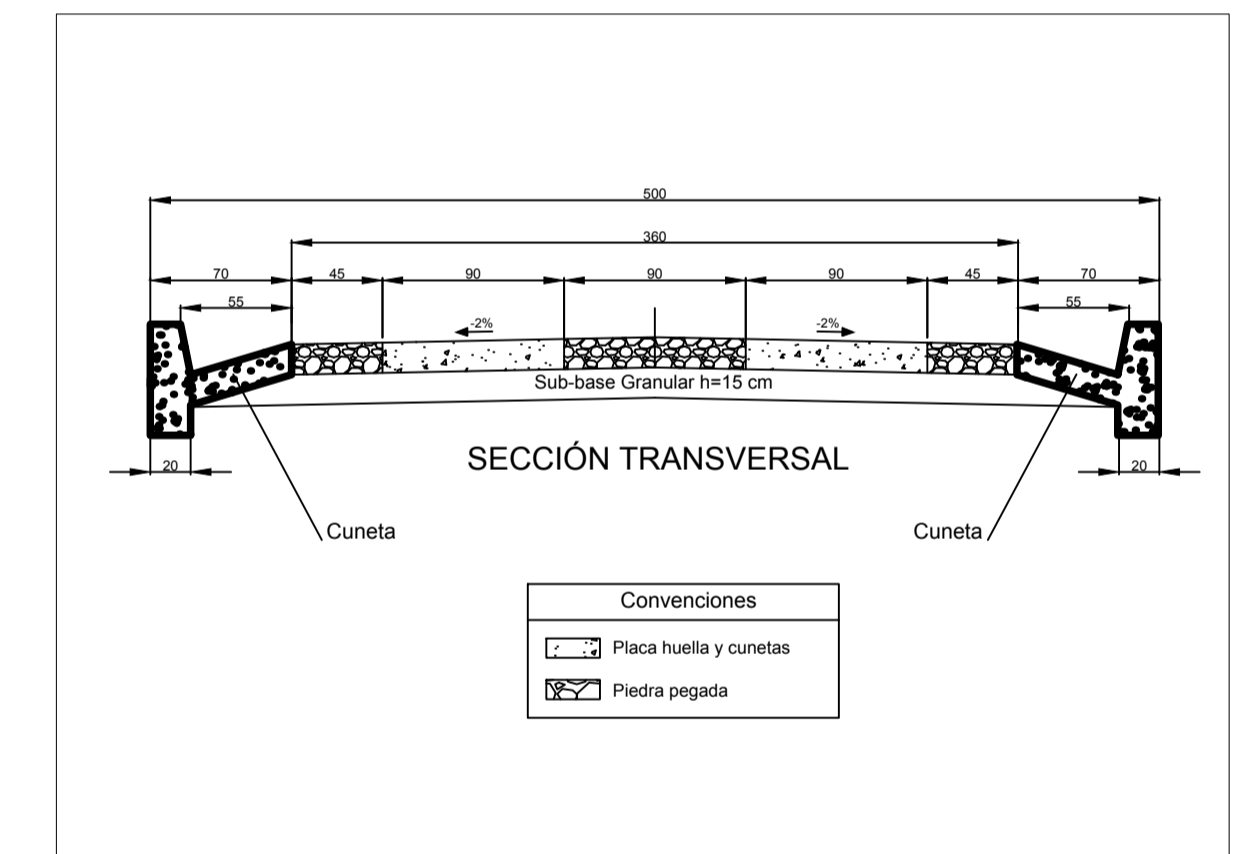 500
360
70 45 90 90 90 45 70
55 55
-2% -2%
Sub-base Granular h=15 cm
SECCIÓN TRANSVERSAL
20 20
Cuneta Cuneta
Convenciones
Placa huella y cunetas
Piedra pegada